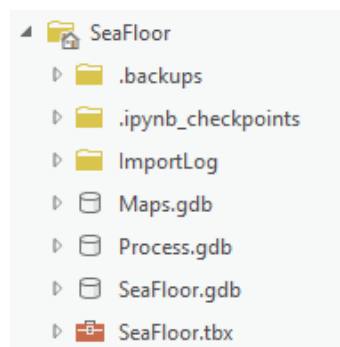 SeaFloor
.backups
.ipynb_checkpoints
ImportLog
Maps.gdb
Process.gdb
SeaFloor.gdb
SeaFloor.tbx